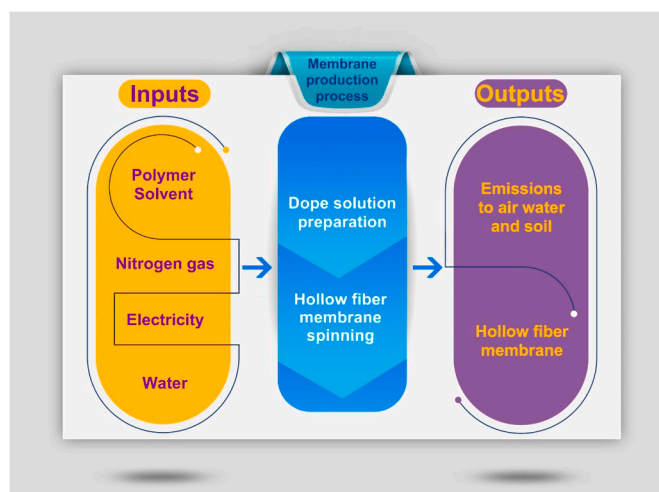 Membrane
production
process
Inputs
Polymer
Solvent
Nitrogen gas
Electricity
Water
Dope solution
preparation
Hollow fiber
membrane
spinning
Outputs
Emissions
to air water
and soil
Hollow fiber
membrane